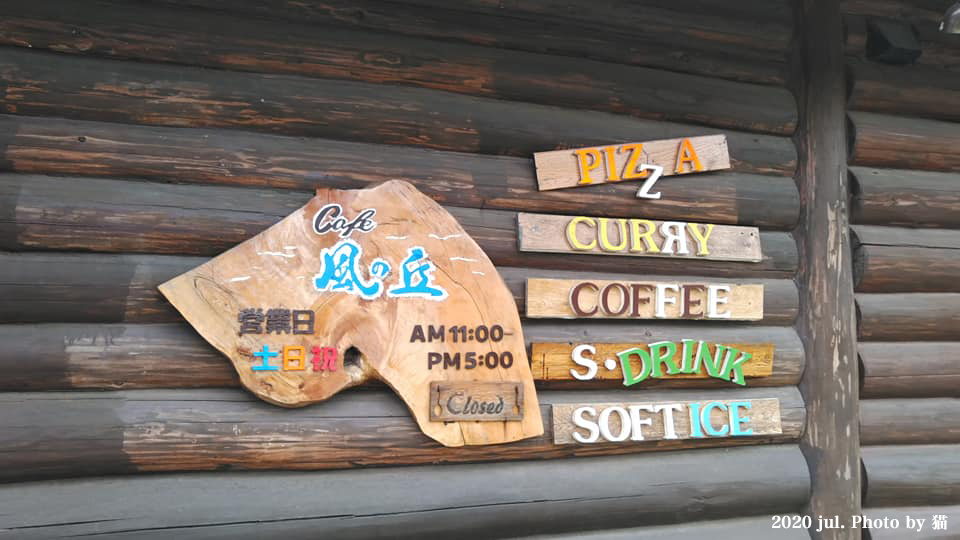 Cafe
風の丘
営業日
土日祝
AM 11:00-
PM 5:00
Closed
PIZZA
CURRY
COFFEE
S・DRINK
SOFT ICE
2020 jul. Photo by 猫